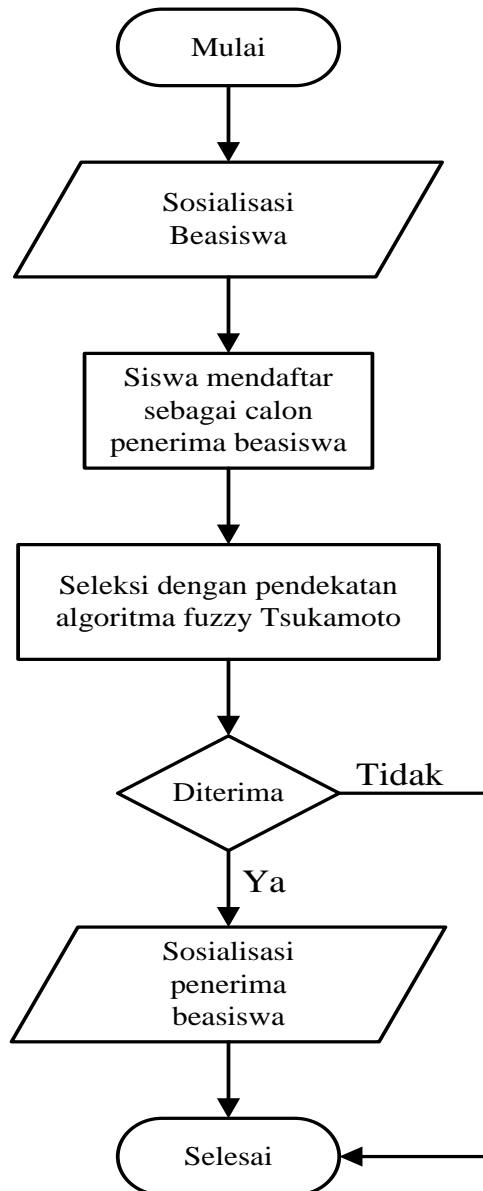 Mulai
Sosialisasi
Beasiswa
Siswa mendaftar
sebagai calon
penerima beasiswa
Seleksi dengan pendekatan
algoritma fuzzy Tsukamoto
Diterima
Tidak
Ya
Sosialisasi
penerima
beasiswa
Selesai